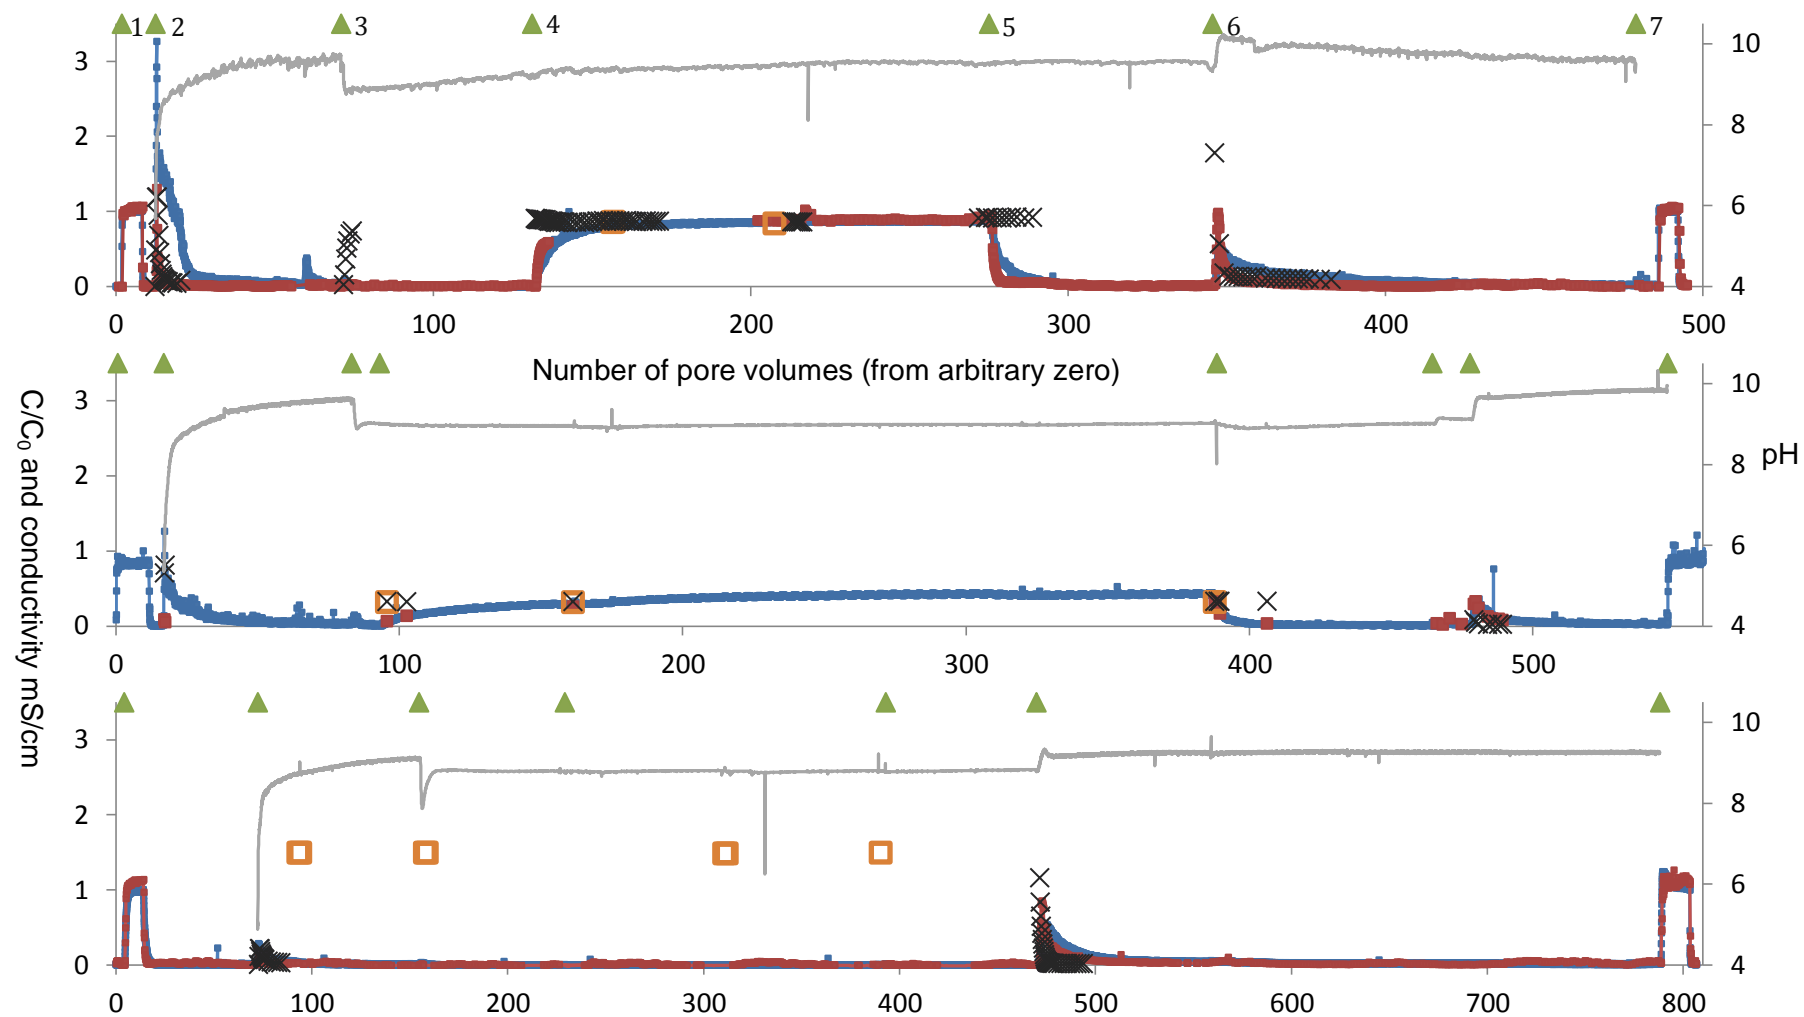 1 2 3 4 5 6 7
3 10
2 8
1 6
0 4
0 100 200 300 400 500
Number of pore volumes (from arbitrary zero)
3 10
2 8
1 6
0 4
0 100 200 300 400 500
C/C₀ and conductivity mS/cm
pH
3 10
2 8
1 6
0 4
0 100 200 300 400 500 600 700 800